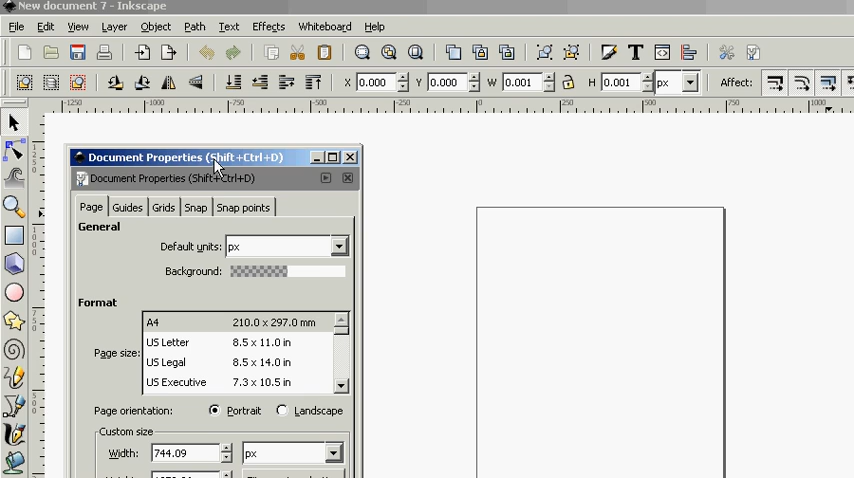 New document 7 - Inkscape
File Edit View Layer Object Path Text Effects Whiteboard Help
X 0.000 Y 0.000 W 0.001 H 0.001 px Affect:
-1250 -1000 -750 -500 -250 0 250 500 750 1000
Document Properties (Shift+Ctrl+D)
Document Properties (Shift+Ctrl+D)
Page Guides Grids Snap Snap points
General
Default units: px
Background:
Format
Page size:
A4 210.0 x 297.0 mm
US Letter 8.5 x 11.0 in
US Legal 8.5 x 14.0 in
US Executive 7.3 x 10.5 in
Page orientation: Portrait Landscape
Custom size
Width: 744.09 px